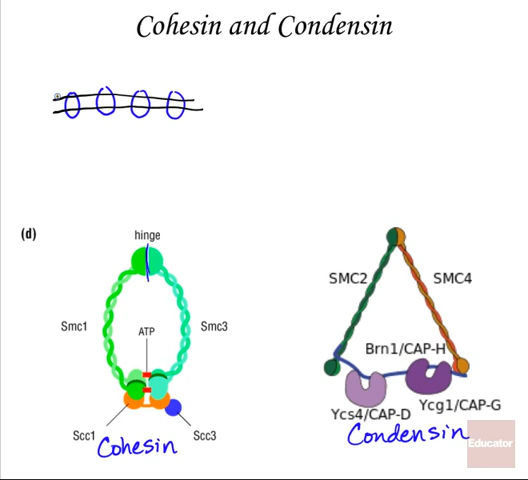 Cohesin and Condensin
(d)
hinge
SMC2
SMC4
Smc1
ATP
Smc3
Brn1/CAP-H
Ycs4/CAP-D
Ycg1/CAP-G
Scc1
Scc3
Cohesin
Condensin
Educator